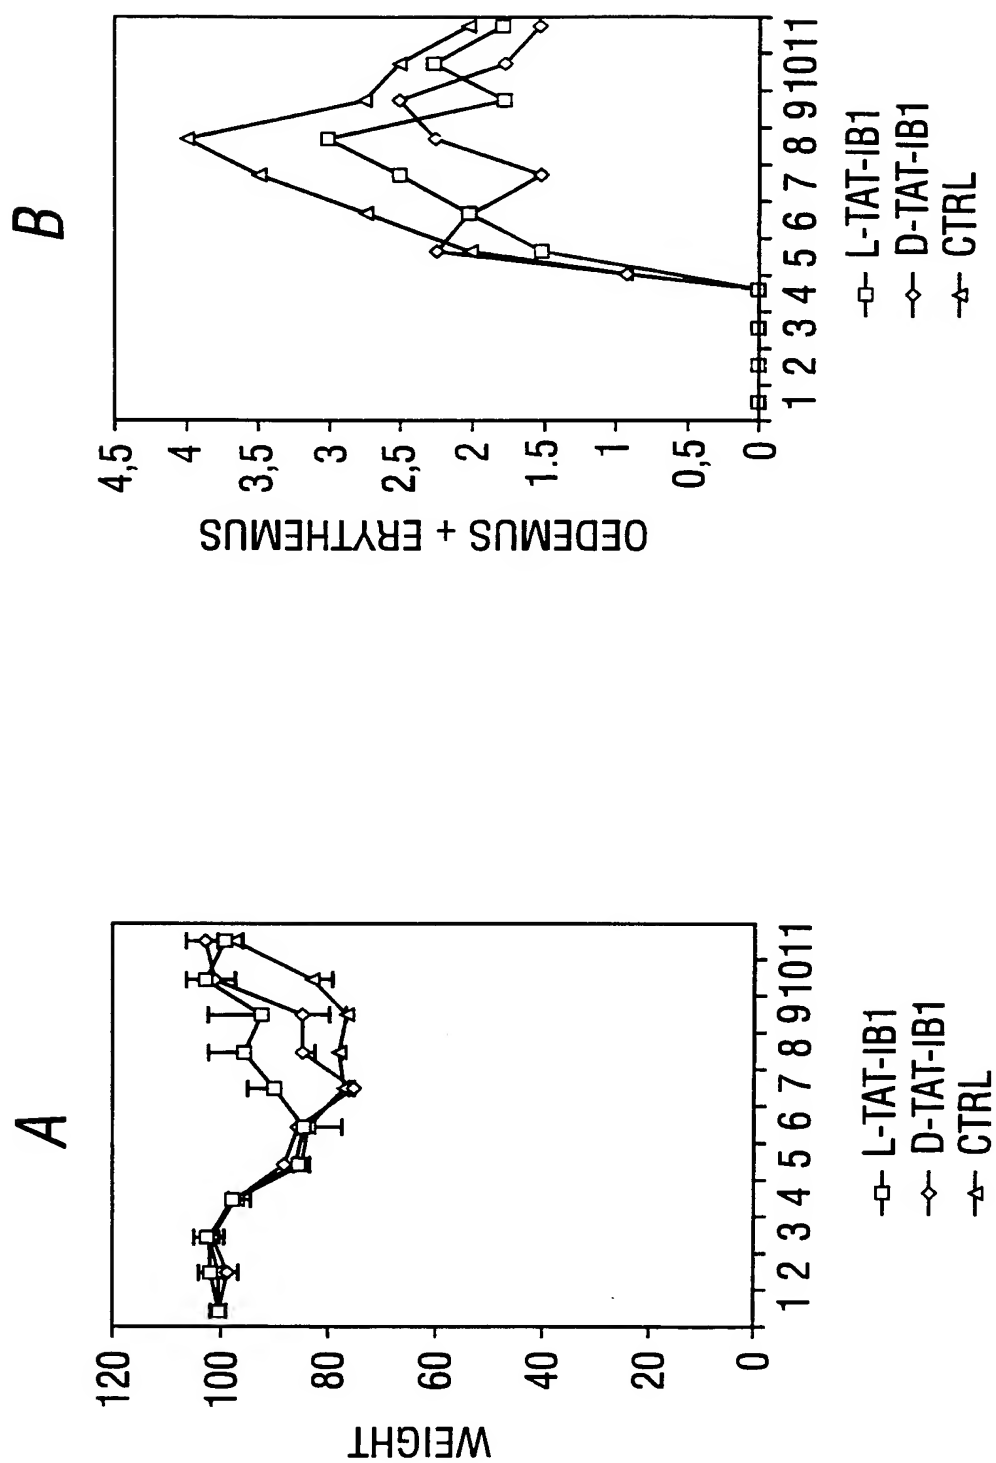 A
WEIGHT
120
100
80
60
40
20
0
1 2 3 4 5 6 7 8 9 10 11
L-TAT-IB1
D-TAT-IB1
CTRL
B
OEDEMUS + ERYTHEMUS
4,5
4
3,5
3
2,5
2
1.5
1
0,5
0
1 2 3 4 5 6 7 8 9 10 11
L-TAT-IB1
D-TAT-IB1
CTRL